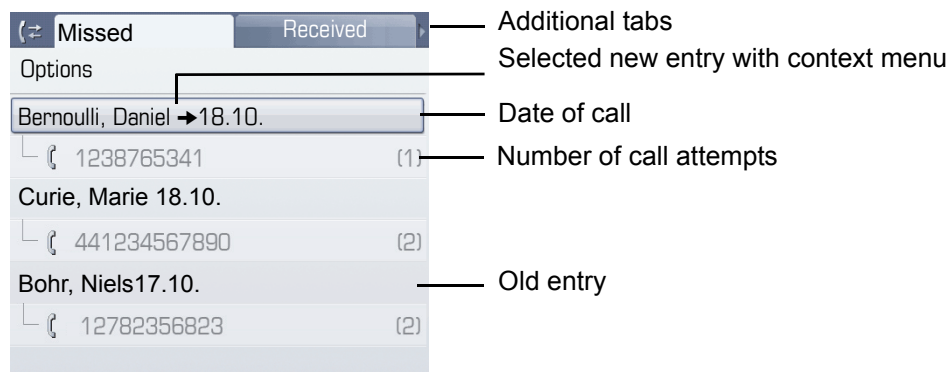 Missed Received Additional tabs
Options Selected new entry with context menu
Bernoulli, Daniel ➔18.10. Date of call
1238765341 (1) Number of call attempts
Curie, Marie 18.10.
441234567890 (2)
Bohr, Niels17.10. Old entry
12782356823 (2)